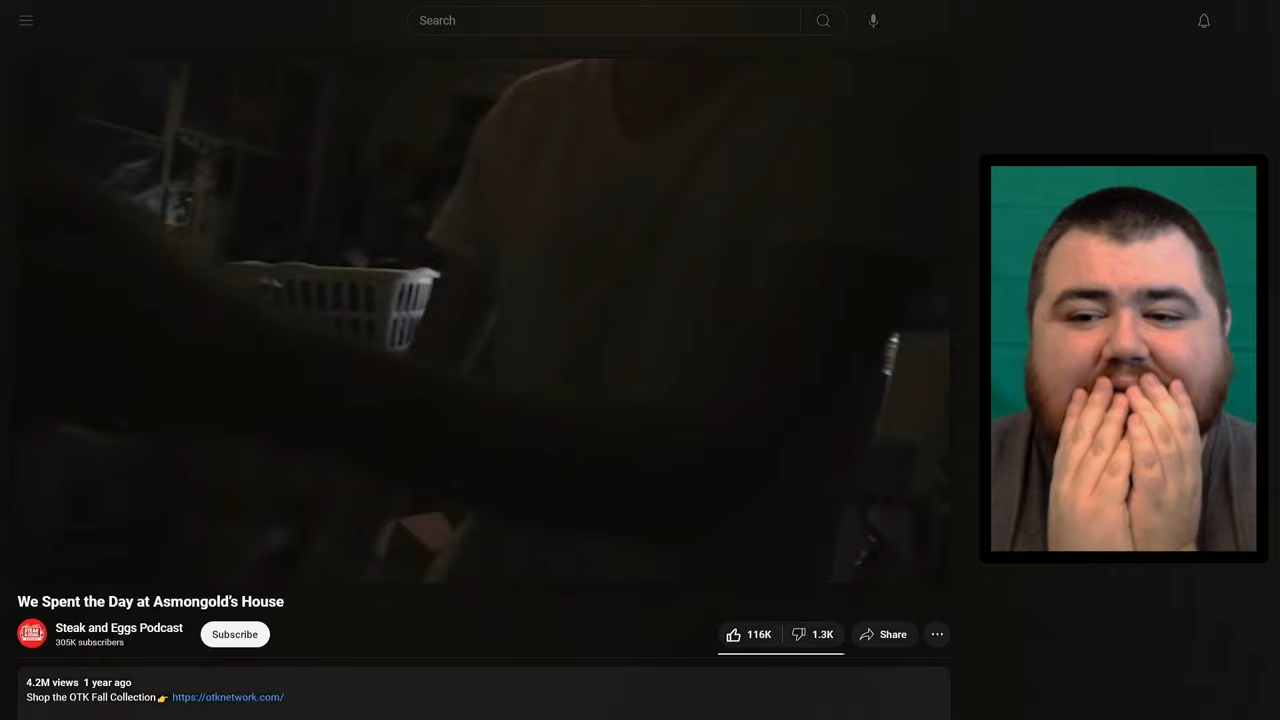 Search
We Spent the Day at Asmongold’s House
Steak and Eggs Podcast
305K subscribers
Subscribe
116K
1.3K
Share
4.2M views 1 year ago
Shop the OTK Fall Collection👉 https://otknetwork.com/